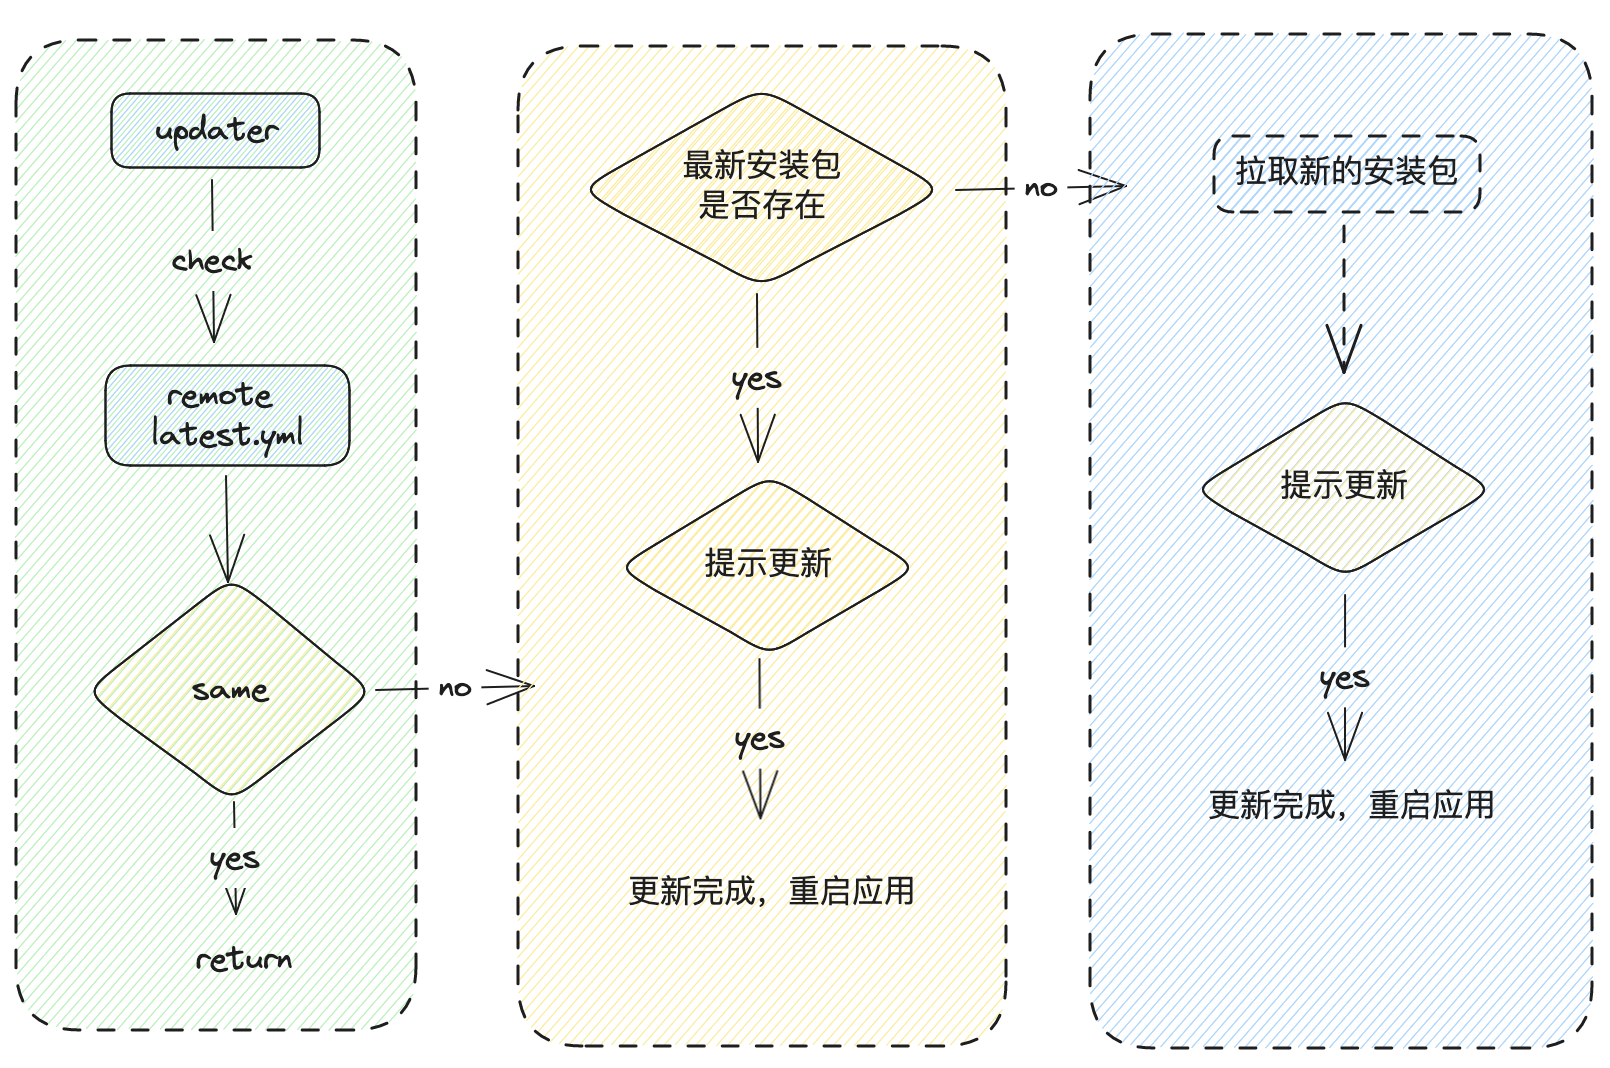 updater
check
remote
latest.yml
same
no
yes
return
最新安装包
是否存在
no
yes
提示更新
yes
更新完成，重启应用
拉取新的安装包
提示更新
yes
更新完成，重启应用